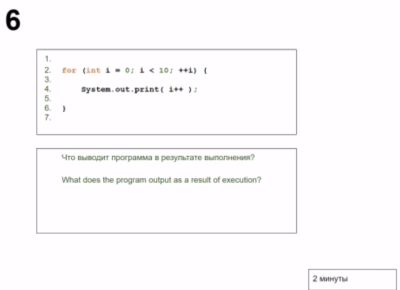 6
1.
2. for (int i = 0; i < 10; ++i) {
3.
4. System.out.print( i++ );
5.
6. }
7.
Что выводит программа в результате выполнения?
What does the program output as a result of execution?
2 минуты